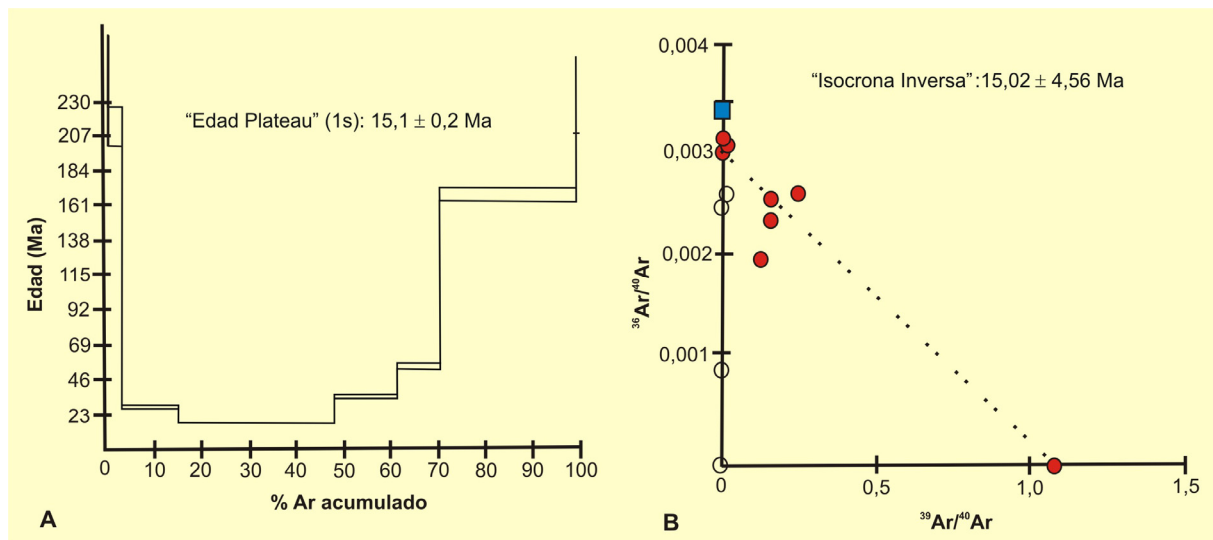 “Edad Plateau” (1s): 15,1 ± 0,2 Ma
Edad (Ma)
230
207
184
161
138
115
92
69
46
23
0 10 20 30 40 50 60 70 80 90 100
% Ar acumulado
A
“Isocrona Inversa”:15,02 ± 4,56 Ma
³⁶Ar/⁴⁰Ar
0,004
0,003
0,002
0,001
0 0,5 1,0 1,5
³⁹Ar/⁴⁰Ar
B